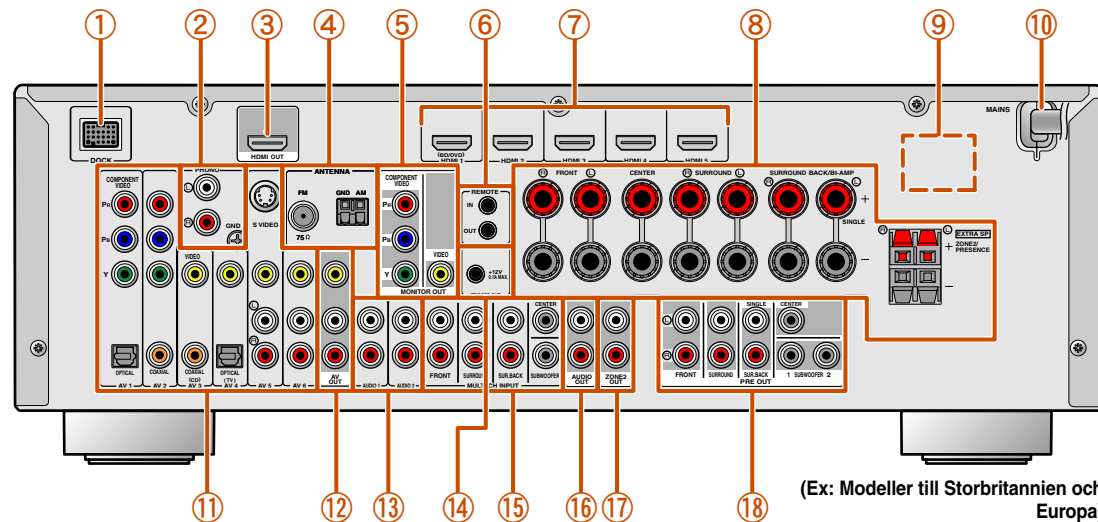 ① ② ③ ④ ⑤ ⑥ ⑦ ⑧ ⑨ ⑩
DOCK
HDMI OUT
(BD/DVD)
HDMI 1 HDMI 2 HDMI 3 HDMI 4 HDMI 5
MAINS
COMPONENT VIDEO
PR
PB
Y
PHONO
L
R
GND
S VIDEO
ANTENNA
FM
75 Ω
GND AM
COMPONENT VIDEO
PR
PB
Y
VIDEO
MONITOR OUT
REMOTE
IN
OUT
+12V
0.1A MAX.
R FRONT L
CENTER
R SURROUND L
SURROUND BACK/BI-AMP
R L
+
SINGLE
–
R L
EXTRA SP
ZONE2/
PRESENCE
+
–
VIDEO
L
R
OPTICAL
COAXIAL
COAXIAL
(CD)
OPTICAL
(TV)
AV 1 AV 2 AV 3 AV 4 AV 5 AV 6
AV OUT
AUDIO 1 AUDIO 2
FRONT
SUR.BACK
CENTER
SUBWOOFER
AUDIO OUT
ZONE2 OUT
L
R
FRONT SURROUND SUR.BACK
SINGLE
CENTER
1 SUBWOOFER 2
PRE OUT
⑪ ⑫ ⑬ ⑭ ⑮ ⑯ ⑰ ⑱
(Ex: Modeller till Storbritannien och
Europa